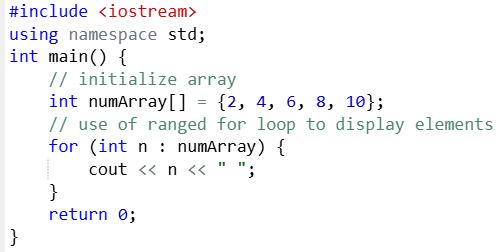 #include <iostream>
using namespace std;
int main() {
    // initialize array
    int numArray[] = {2, 4, 6, 8, 10};
    // use of ranged for loop to display elements
    for (int n : numArray) {
        cout << n << " ";
    }
    return 0;
}